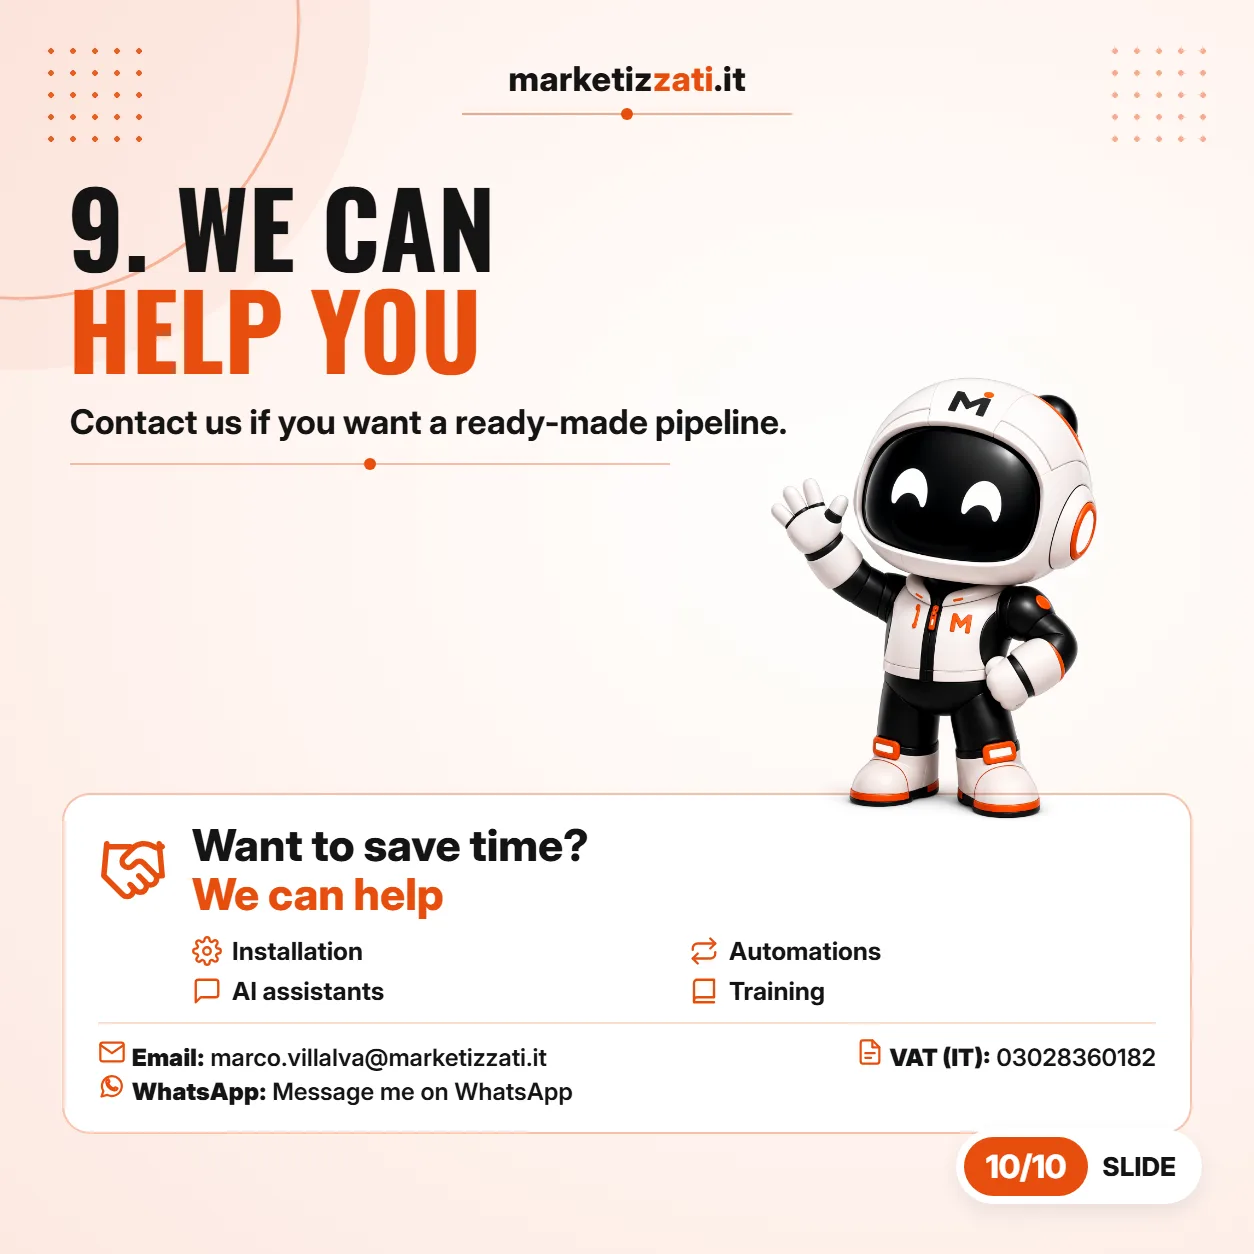 marketizzati.it
9. WE CAN
HELP YOU
Contact us if you want a ready-made pipeline.
Mi
M
Want to save time?
We can help
Installation
Automations
AI assistants
Training
Email: marco.villalva@marketizzati.it
VAT (IT): 03028360182
WhatsApp: Message me on WhatsApp
10/10 SLIDE